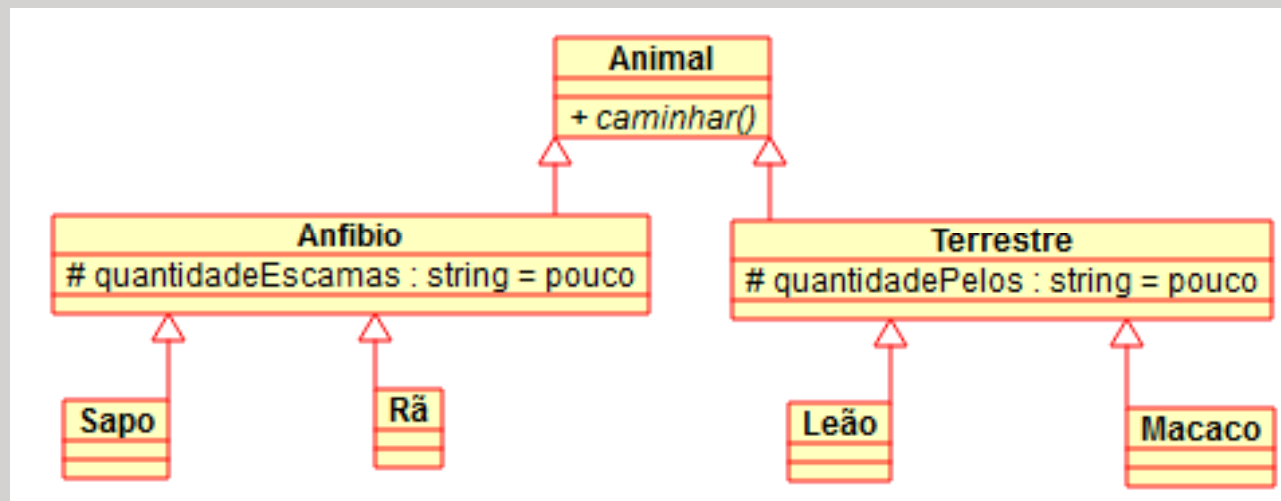 Animal
+ caminhar()
Anfibio
# quantidadeEscamas : string = pouco
Terrestre
# quantidadePelos : string = pouco
Sapo
Rã
Leão
Macaco